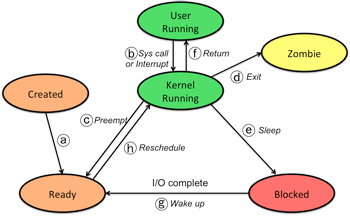 User
Running
ⓑ Sys call
or Interrupt
ⓕ Return
Zombie
ⓓ Exit
Created
Kernel
Running
ⓒ Preempt
ⓐ
ⓔ Sleep
ⓗ Reschedule
I/O complete
Ready
Blocked
ⓖ Wake up